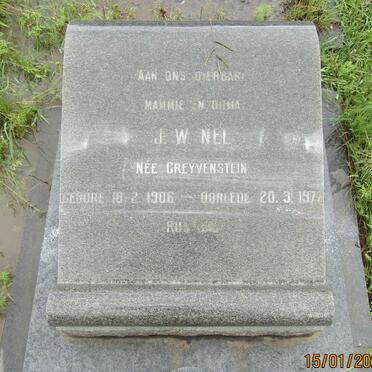 AAN ONS DIERBARE
MAMMIE EN OUMA
J. W. NEL
NÉE GREYVENSTEIN
GEBORE 10. 2. 1906 — OORLEDE 20. 3. 1977
RUS
15/01/20